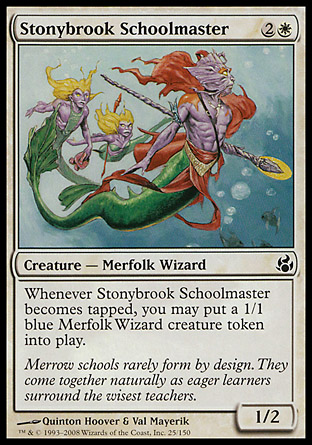 Stonybrook Schoolmaster 2
Creature — Merfolk Wizard
Whenever Stonybrook Schoolmaster
becomes tapped, you may put a 1/1
blue Merfolk Wizard creature token
into play.
Merrow schools rarely form by design. They
come together naturally as eager learners
surround the wisest teachers.
Quinton Hoover & Val Mayerik
™ & © 1993–2008 Wizards of the Coast, Inc. 25/150
1/2